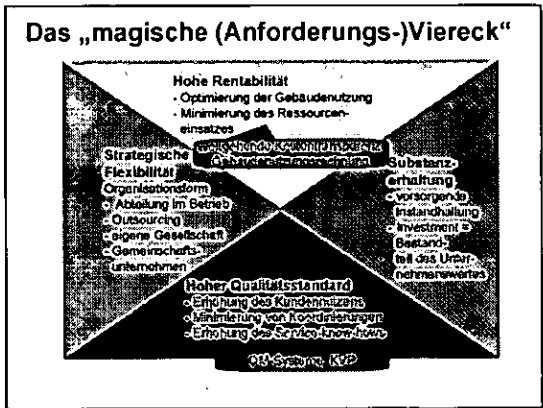 Das „magische (Anforderungs-)Viereck“
Hohe Rentabilität
- Optimierung der Gebäudenutzung
- Minimierung des Ressourcen-
einsatzes
Strategische
Flexibilität
Organisationsform
- Abteilung im Betrieb
- Outsourcing
- eigene Gesellschaft
- Gemeinschafts-
unternehmen
Substanz-
erhaltung
- vorsorgende
Instandhaltung
- Investment =
Bestand-
teil des Unter-
nehmenswertes
Hoher Qualitätsstandard
- Erhöhung des Kundennutzens
- Minimierung von Koordinierungen
- Erhöhung des Service-know-hows
QM-Systeme, KVP